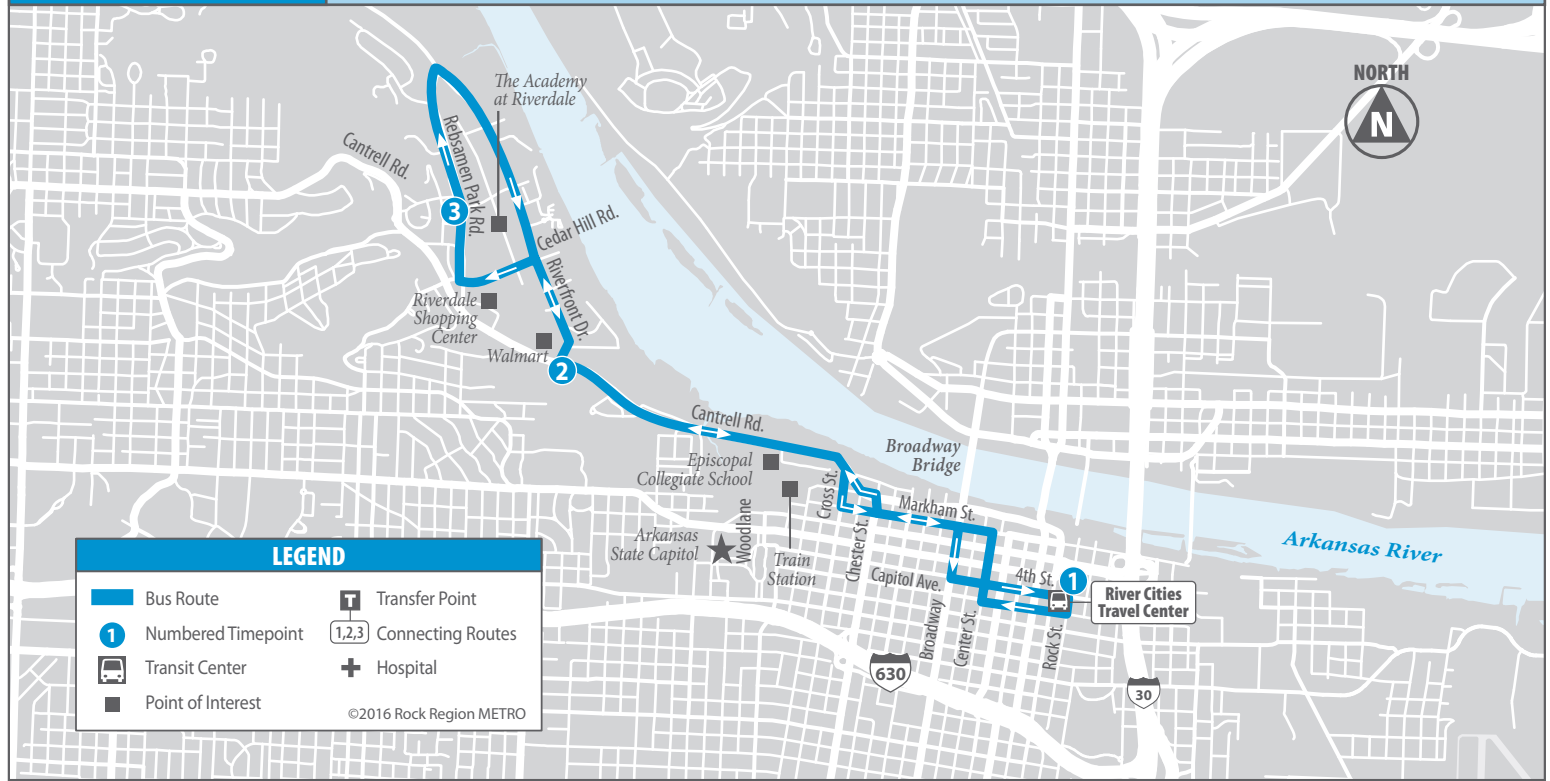 NORTH
N
The Academy
at Riverdale
Cantrell Rd.
Rebsamen Park Rd.
3
Cedar Hill Rd.
Riverfront Dr.
Riverdale
Shopping
Center
Walmart
2
Cantrell Rd.
Episcopal
Collegiate School
Broadway
Bridge
Cross St.
Markham St.
Woodlane
Arkansas
State Capitol
Train
Station
Chester St.
Capitol Ave.
Broadway
Center St.
4th St.
1
Rock St.
River Cities
Travel Center
Arkansas River
630
30
LEGEND
Bus Route
T Transfer Point
1 Numbered Timepoint
1,2,3 Connecting Routes
Transit Center
Hospital
Point of Interest
©2016 Rock Region METRO